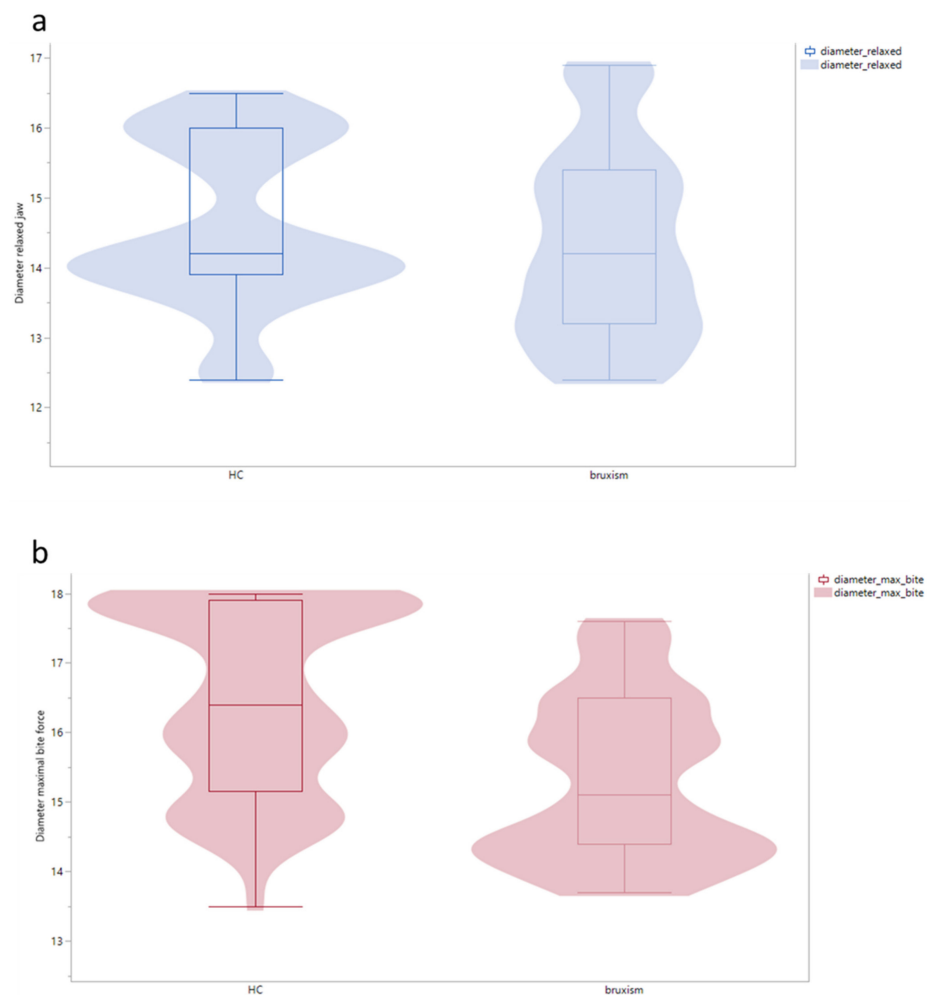 a
diameter_relaxed
diameter_relaxed
17
16
15
14
13
12
Diameter relaxed jaw
HC bruxism
b
diameter_max_bite
diameter_max_bite
18
17
16
15
14
13
Diameter maximal bite force
HC bruxism